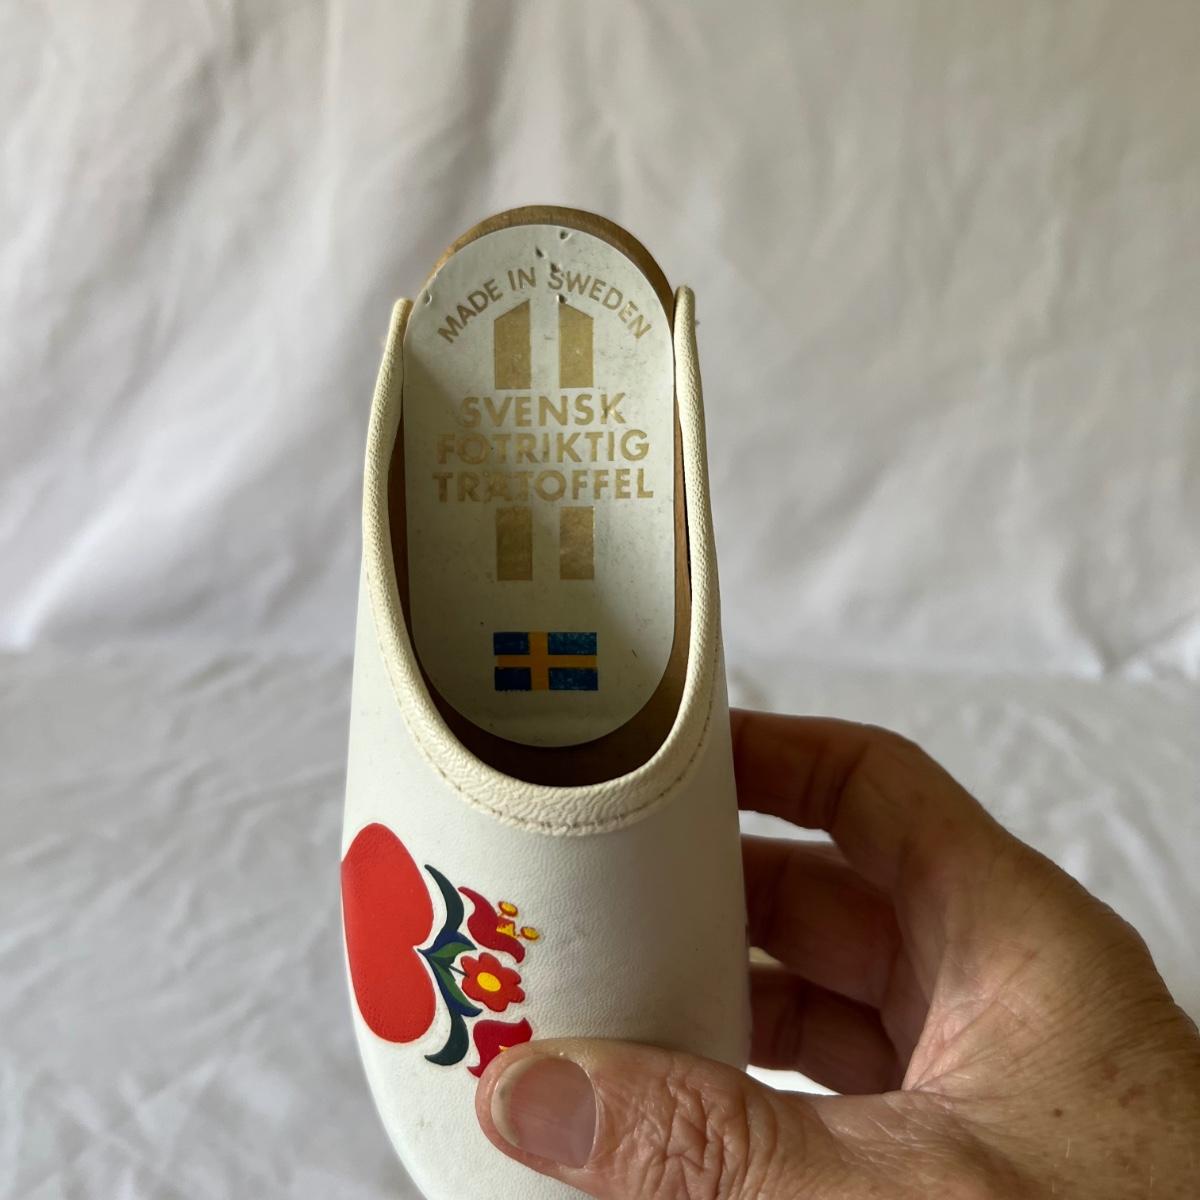 MADE IN SWEDEN
SVENSK
FOTRIKTIG
TRÄTOFFEL